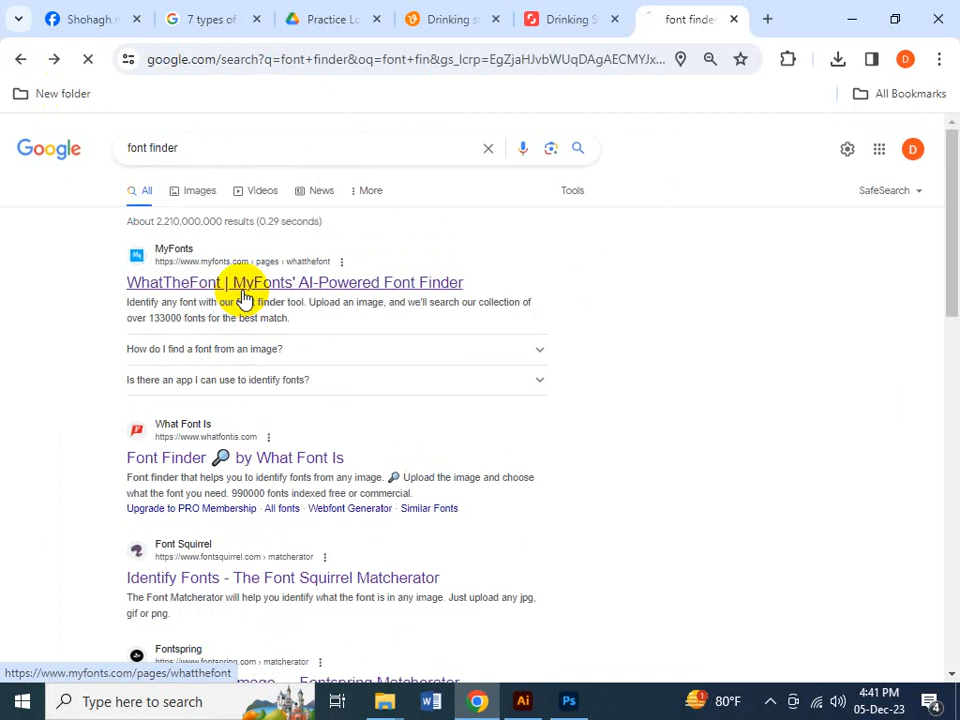 Shohagh
7 types of
Practice Lo
Drinking s
Drinking S
font finde
google.com/search?q=font+finder&oq=font+fin&gs_lcrp=EgZjaHJvbWUqDAgAECMYJx...
D
New folder
All Bookmarks
Google
font finder
D
All Images Videos News More Tools SafeSearch
About 2,210,000,000 results (0.29 seconds)
MyFonts
https://www.myfonts.com › pages › whatthefont
WhatTheFont | MyFonts' AI-Powered Font Finder
Identify any font with our finder tool. Upload an image, and we'll search our collection of
over 133000 fonts for the best match.
How do I find a font from an image?
Is there an app I can use to identify fonts?
What Font Is
https://www.whatfontis.com
Font Finder 🔎 by What Font Is
Font finder that helps you to identify fonts from any image. 🔎 Upload the image and choose
what the font you need. 990000 fonts indexed free or commercial.
Upgrade to PRO Membership · All fonts · Webfont Generator · Similar Fonts
Font Squirrel
https://www.fontsquirrel.com › matcherator
Identify Fonts - The Font Squirrel Matcherator
The Font Matcherator will help you identify what the font is in any image. Just upload any jpg,
gif or png.
Fontspring
https://www.fontspring.com › matcherator
Fontspring Matcherator
https://www.myfonts.com/pages/whatthefont
Type here to search
W
Ai
Ps
80°F
4:41 PM
05-Dec-23
4